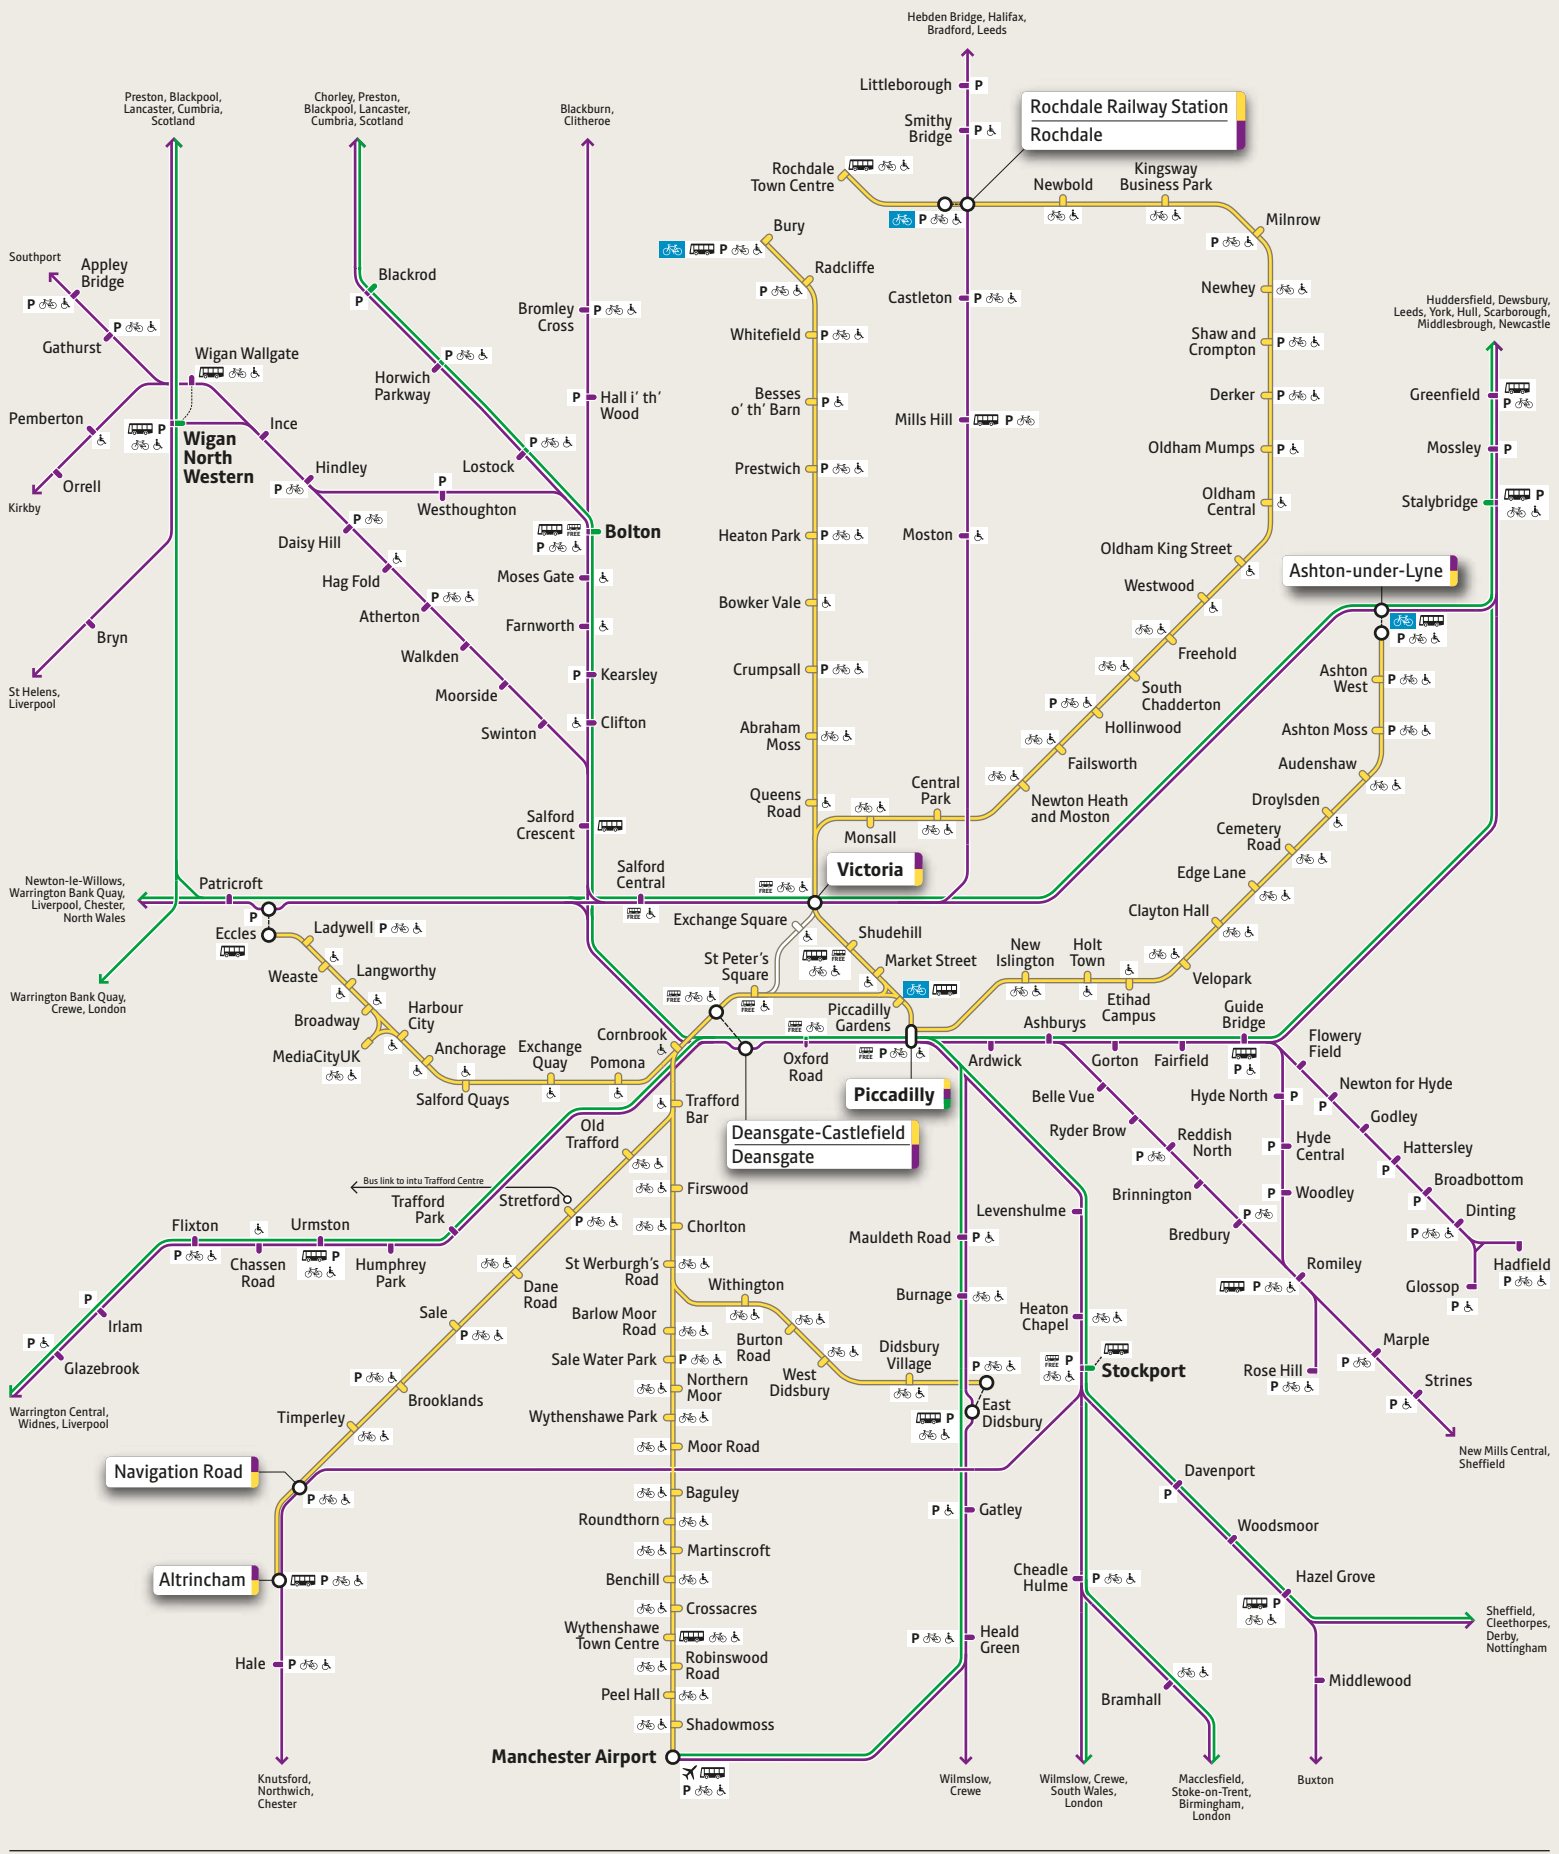 Hebden Bridge, Halifax,
Bradford, Leeds
Littleborough
P
Smithy
Bridge
P
Rochdale Railway Station
Rochdale
Preston, Blackpool,
Lancaster, Cumbria,
Scotland
Chorley, Preston,
Blackpool, Lancaster,
Cumbria, Scotland
Blackburn,
Clitheroe
Rochdale
Town Centre
P
Newbold
Kingsway
Business Park
Milnrow
P
Bury
P
Radcliffe
P
Southport
Appley
Bridge
P
Gathurst
P
Wigan Wallgate
Pemberton
Orrell
Kirkby
P
Wigan
North
Western
Ince
Hindley
P
Blackrod
P
Horwich
Parkway
P
Lostock
P
Westhoughton
P
Bromley
Cross
P
Hall i' th'
Wood
P
Bolton
FREE
P
Daisy Hill
P
Hag Fold
Atherton
P
Walkden
Moorside
Swinton
Bryn
St Helens,
Liverpool
Moses Gate
Farnworth
Kearsley
P
Clifton
Salford
Crescent
Whitefield
P
Besses
o' th' Barn
P
Prestwich
P
Heaton Park
P
Bowker Vale
Crumpsall
P
Abraham
Moss
Queens
Road
Castleton
P
Mills Hill
P
Moston
Newhey
Shaw and
Crompton
P
Derker
P
Oldham Mumps
P
Oldham
Central
Oldham King Street
Westwood
Freehold
South
Chadderton
Hollinwood
P
Failsworth
Newton Heath
and Moston
Central
Park
Monsall
Huddersfield, Dewsbury,
Leeds, York, Hull, Scarborough,
Middlesbrough, Newcastle
Greenfield
P
Mossley
P
Stalybridge
P
Ashton-under-Lyne
P
Ashton
West
P
Ashton Moss
P
Audenshaw
Droylsden
Cemetery
Road
Edge Lane
Clayton Hall
Velopark
Etihad
Campus
Holt
Town
New
Islington
Newton-le-Willows,
Warrington Bank Quay,
Liverpool, Chester,
North Wales
Patricroft
P
Eccles
Warrington Bank Quay,
Crewe, London
Ladywell
P
Weaste
Langworthy
Broadway
Harbour
City
MediaCityUK
Anchorage
Salford Quays
Exchange
Quay
Pomona
Cornbrook
Salford
Central
FREE
Victoria
FREE
Exchange Square
Shudehill
FREE
Market Street
St Peter's
Square
FREE
FREE
Piccadilly
Gardens
FREE
Oxford
Road
FREE
P
Piccadilly
Deansgate-Castlefield
Deansgate
Ardwick
Ashburys
Gorton
Fairfield
Guide
Bridge
P
Flowery
Field
Newton for Hyde
P
Godley
Hattersley
P
Broadbottom
P
Dinting
P
Hadfield
P
Glossop
P
Belle Vue
Ryder Brow
Reddish
North
P
Brinnington
Bredbury
P
Hyde North
P
Hyde
Central
P
Woodley
P
Romiley
P
Rose Hill
P
Marple
P
Strines
P
New Mills Central,
Sheffield
Trafford
Bar
Old
Trafford
Bus link to intu Trafford Centre
Stretford
P
Trafford
Park
Flixton
P
Chassen
Road
Urmston
P
Humphrey
Park
Irlam
P
Glazebrook
P
Warrington Central,
Widnes, Liverpool
Dane
Road
Sale
P
Brooklands
P
Timperley
Navigation Road
P
Altrincham
P
Hale
P
Knutsford,
Northwich,
Chester
Firswood
Chorlton
St Werburgh's
Road
Withington
Burton
Road
West
Didsbury
Didsbury
Village
P
East
Didsbury
P
Barlow Moor
Road
Sale Water Park
P
Northern
Moor
Wythenshawe Park
Moor Road
Baguley
Roundthorn
Martinscroft
Benchill
Crossacres
Wythenshawe
Town Centre
Robinswood
Road
Peel Hall
Shadowmoss
Manchester Airport
P
Mauldeth Road
P
Burnage
Gatley
P
Heald
Green
P
Wilmslow,
Crewe
Levenshulme
Heaton
Chapel
Stockport
FREE
P
Cheadle
Hulme
P
Bramhall
Wilmslow, Crewe,
South Wales,
London
Macclesfield,
Stoke-on-Trent,
Birmingham,
London
Davenport
P
Woodsmoor
Hazel Grove
P
Middlewood
Buxton
Sheffield,
Cleethorpes,
Derby,
Nottingham